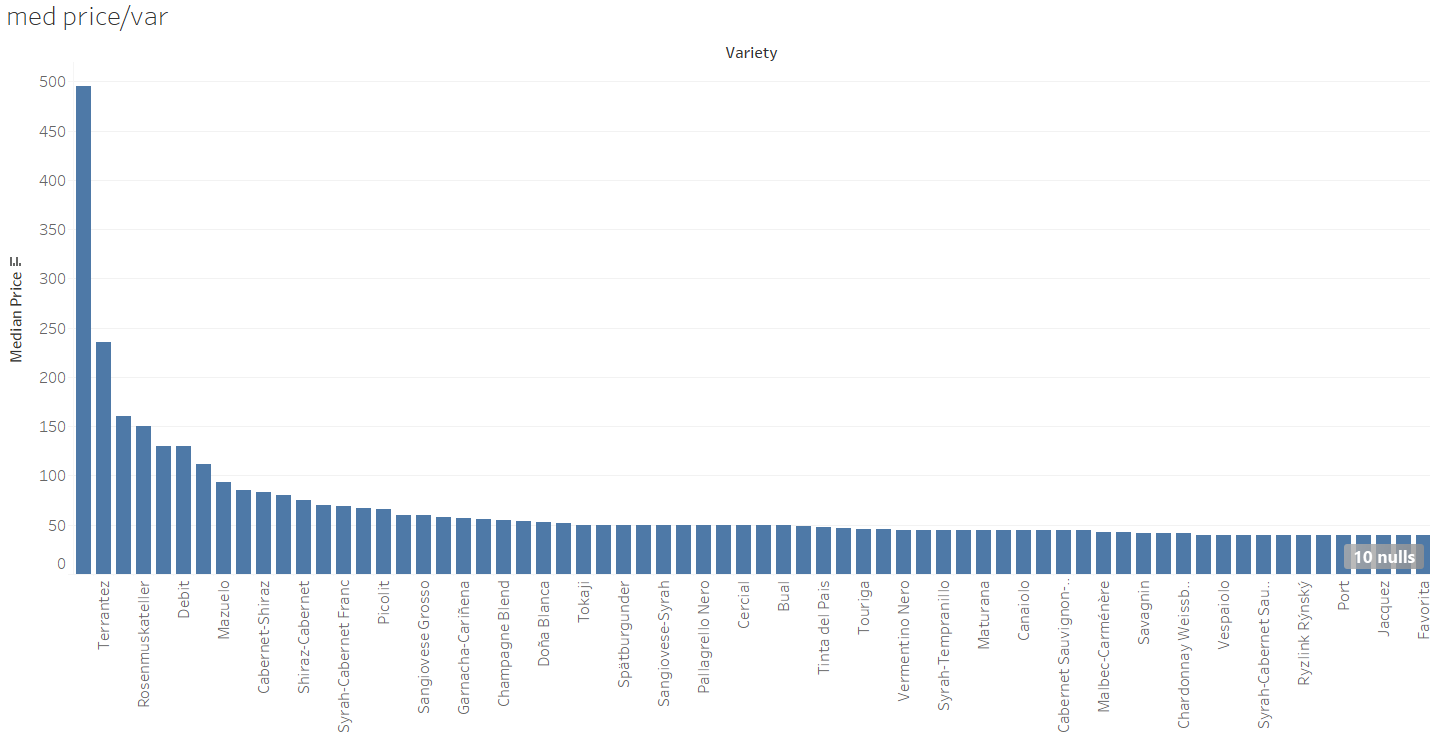 med price/var
Variety
500
450
400
350
300
250
200
150
100
50
0
Median Price
10 nulls
Terrantez
Rosenmuskateller
Debit
Mazuelo
Cabernet-Shiraz
Shiraz-Cabernet
Syrah-Cabernet Franc
Picolit
Sangiovese Grosso
Garnacha-Cariñena
Champagne Blend
Doña Blanca
Tokaji
Spätburgunder
Sangiovese-Syrah
Pallagrello Nero
Cercial
Bual
Tinta del Pais
Touriga
Vermentino Nero
Syrah-Tempranillo
Maturana
Canaiolo
Cabernet Sauvignon-..
Malbec-Carménère
Savagnin
Chardonnay Weissb..
Vespaiolo
Syrah-Cabernet Sau..
Ryzlink Rýnský
Port
Jacquez
Favorita